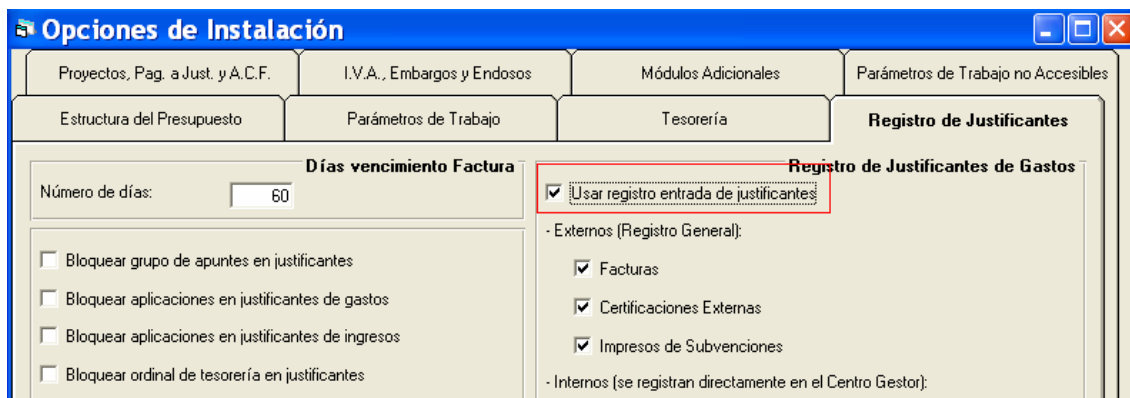 Opciones de Instalación
Proyectos, Pag. a Just. y A.C.F.
I.V.A., Embargos y Endosos
Módulos Adicionales
Parámetros de Trabajo no Accesibles
Estructura del Presupuesto
Parámetros de Trabajo
Tesorería
Registro de Justificantes
Días vencimiento Factura
Número de días: 60
Bloquear grupo de apuntes en justificantes
Bloquear aplicaciones en justificantes de gastos
Bloquear aplicaciones en justificantes de ingresos
Bloquear ordinal de tesorería en justificantes
Registro de Justificantes de Gastos
Usar registro entrada de justificantes
- Externos (Registro General):
Facturas
Certificaciones Externas
Impresos de Subvenciones
- Internos (se registran directamente en el Centro Gestor):